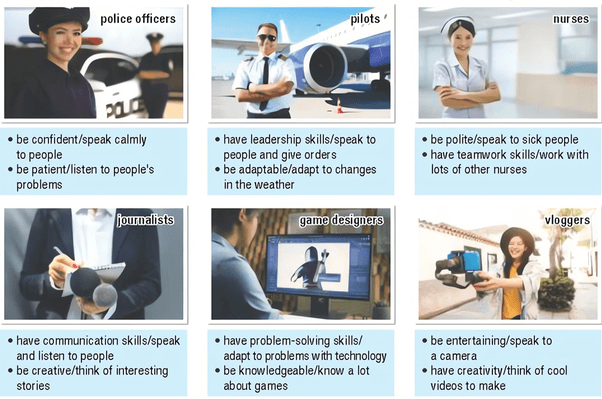 police officers
pilots
nurses
POLIC
• be confident/speak calmly
to people
• be patient/listen to people's
problems
• have leadership skills/speak to
people and give orders
• be adaptable/adapt to changes
in the weather
• be polite/speak to sick people
• have teamwork skills/work with
lots of other nurses
journalists
game designers
vloggers
• have communication skills/speak
and listen to people
• be creative/think of interesting
stories
• have problem-solving skills/
adapt to problems with technology
• be knowledgeable/know a lot
about games
• be entertaining/speak to
a camera
• have creativity/think of cool
videos to make